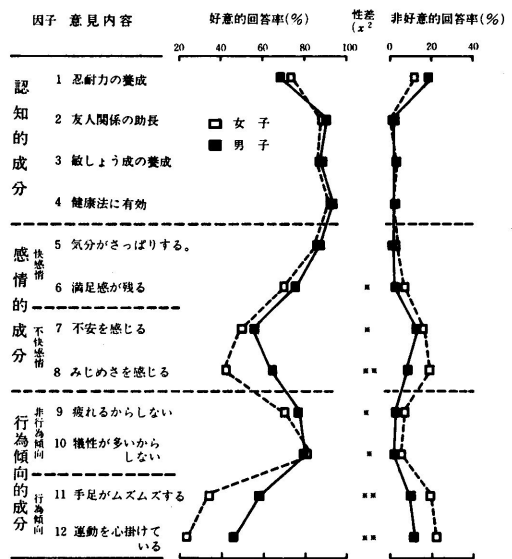 因子 意見内容 好意的回答率(%) 性差 非好意的回答率(%)
(x²
20 40 60 80 100 0 20 40
認知的成分
1 忍耐力の養成
2 友人関係の助長
3 敏しょう成の養成
4 健康法に有効
女子
男子
感情的成分
快感情
5 気分がさっぱりする。
6 満足感が残る *
不快感情
7 不安を感じる *
8 みじめさを感じる **
行為傾向的成分
非行為傾向
9 疲れるからしない *
10 犠牲が多いから *
しない
行為傾向
11 手足がムズムズする **
12 運動を心掛けて **
いる